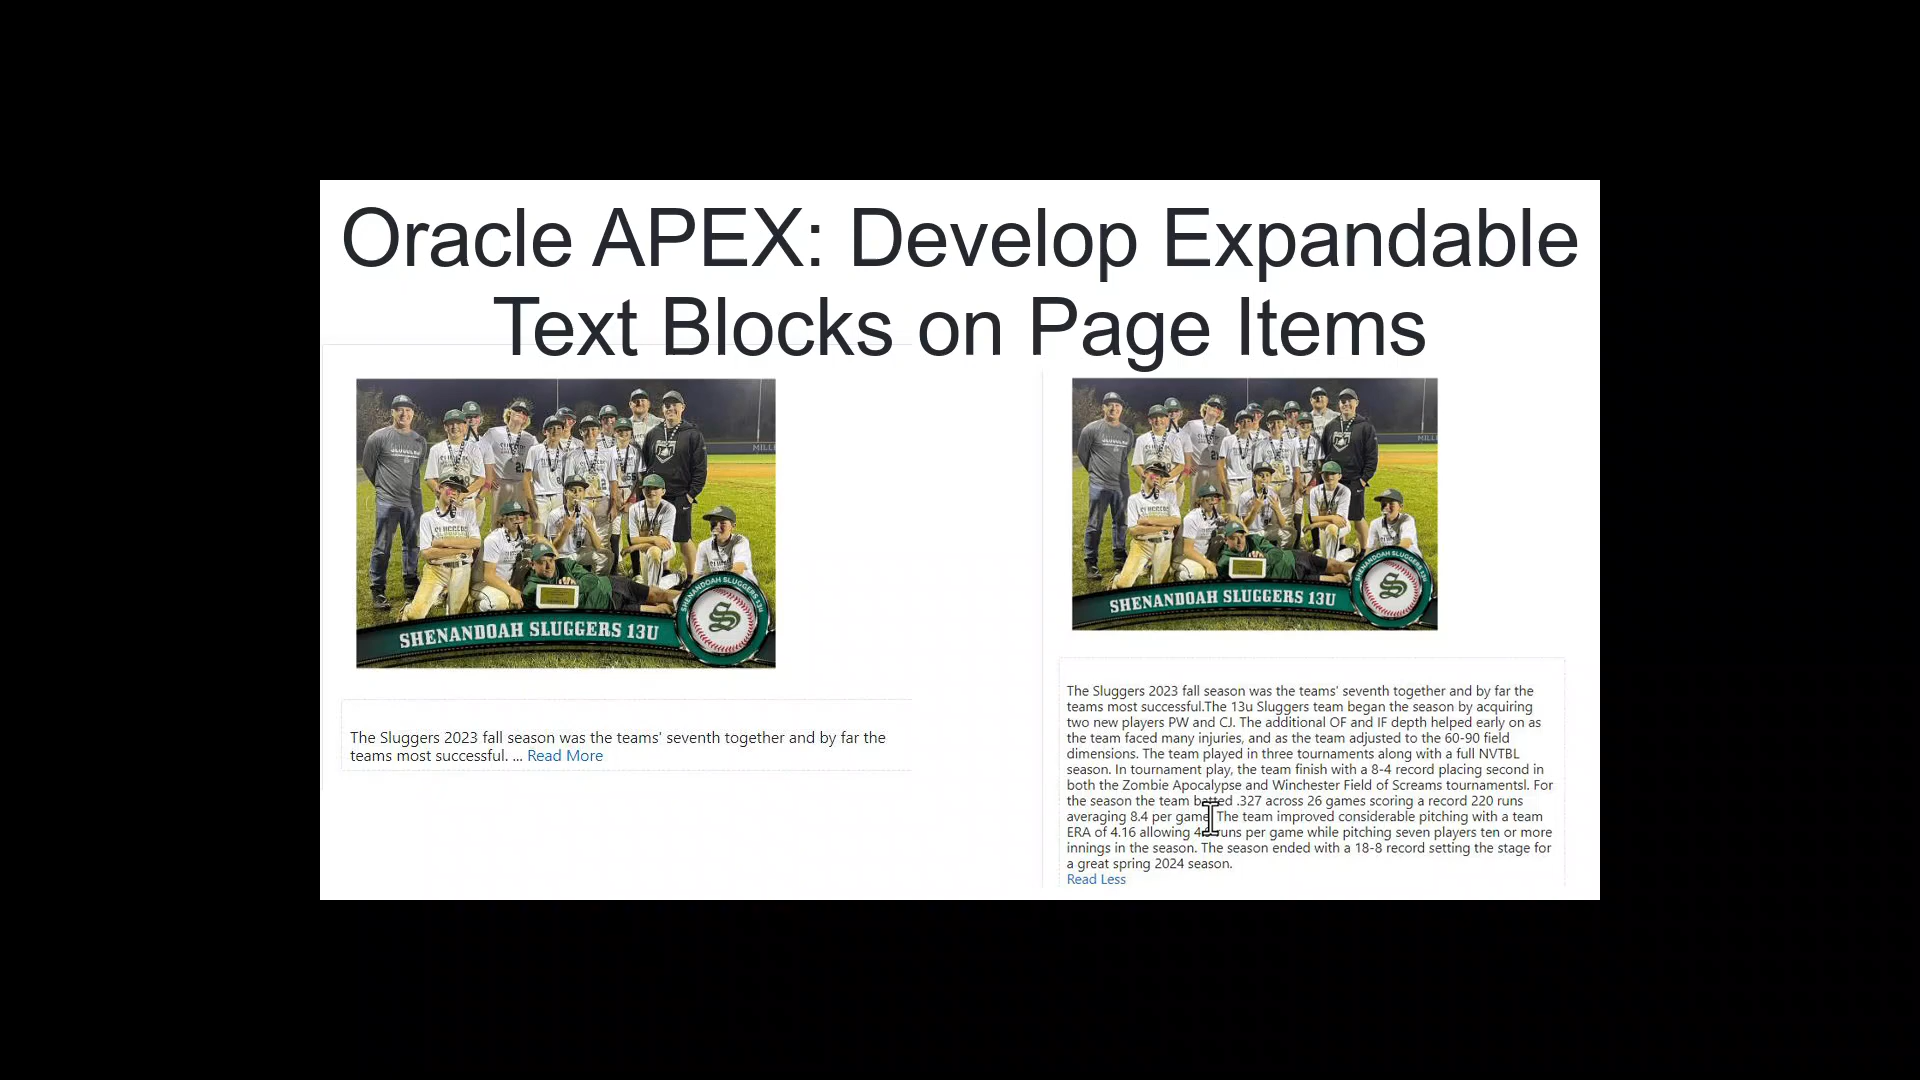 Oracle APEX: Develop Expandable
Text Blocks on Page Items
MILL
SHENANDOAH SLUGGERS 13U
SHENANDOAH SLUGGERS 13U
S
The Sluggers 2023 fall season was the teams' seventh together and by far the
teams most successful. ... Read More
MILL
SHENANDOAH SLUGGERS 13U
SHENANDOAH SLUGGERS 13U
S
The Sluggers 2023 fall season was the teams' seventh together and by far the
teams most successful.The 13u Sluggers team began the season by acquiring
two new players PW and CJ. The additional OF and IF depth helped early on as
the team faced many injuries, and as the team adjusted to the 60-90 field
dimensions. The team played in three tournaments along with a full NVTBL
season. In tournament play, the team finish with a 8-4 record placing second in
both the Zombie Apocalypse and Winchester Field of Screams tournamentsl. For
the season the team batted .327 across 26 games scoring a record 220 runs
averaging 8.4 per game. The team improved considerable pitching with a team
ERA of 4.16 allowing runs per game while pitching seven players ten or more
innings in the season. The season ended with a 18-8 record setting the stage for
a great spring 2024 season.
Read Less